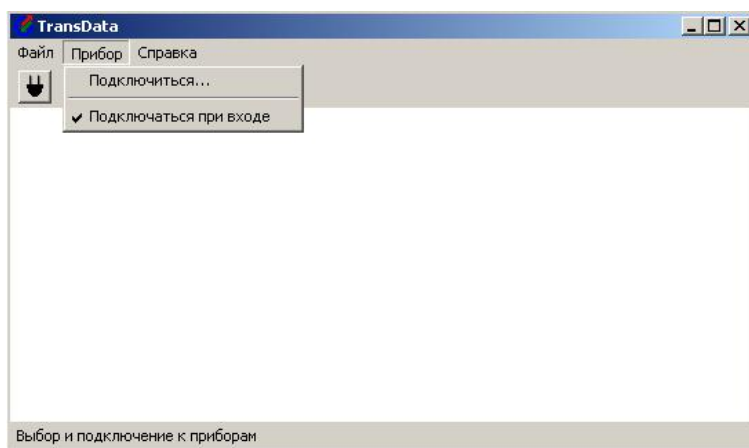 TransData
Файл Прибор Справка
Подключиться...
Подключаться при входе
Выбор и подключение к приборам